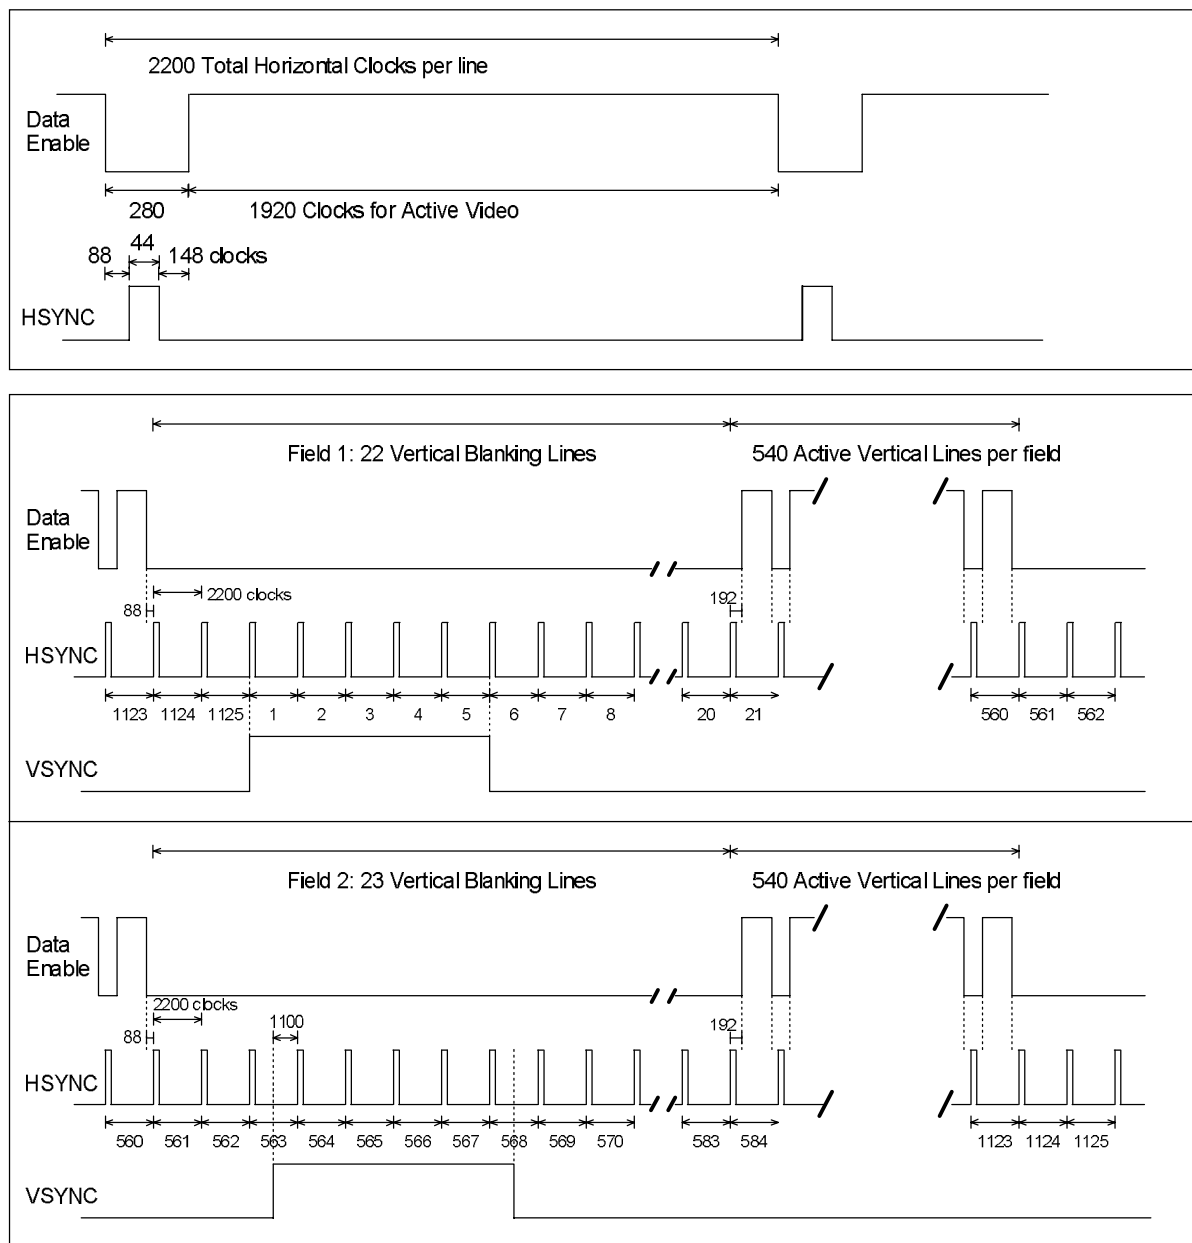 2200 Total Horizontal Clocks per line
Data
Enable
280
1920 Clocks for Active Video
44
88
148 clocks
HSYNC
Field 1: 22 Vertical Blanking Lines
540 Active Vertical Lines per field
Data
Enable
2200 clocks
88
192
HSYNC
1123 1124 1125 1 2 3 4 5 6 7 8 20 21 560 561 562
VSYNC
Field 2: 23 Vertical Blanking Lines
540 Active Vertical Lines per field
Data
Enable
2200 clocks
1100
88
192
HSYNC
560 561 562 563 564 565 566 567 568 569 570 583 584 1123 1124 1125
VSYNC